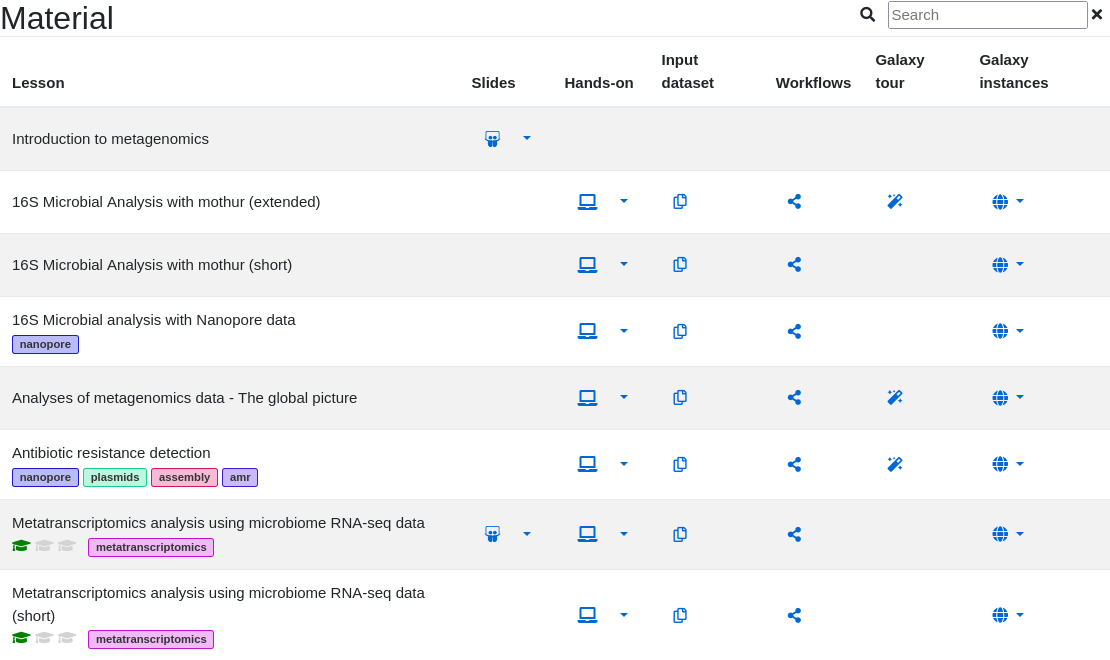 Material
Search
Lesson Slides Hands-on Input dataset Workflows Galaxy tour Galaxy instances
Introduction to metagenomics
16S Microbial Analysis with mothur (extended)
16S Microbial Analysis with mothur (short)
16S Microbial analysis with Nanopore data
nanopore
Analyses of metagenomics data - The global picture
Antibiotic resistance detection
nanopore plasmids assembly amr
Metatranscriptomics analysis using microbiome RNA-seq data
metatranscriptomics
Metatranscriptomics analysis using microbiome RNA-seq data
(short)
metatranscriptomics